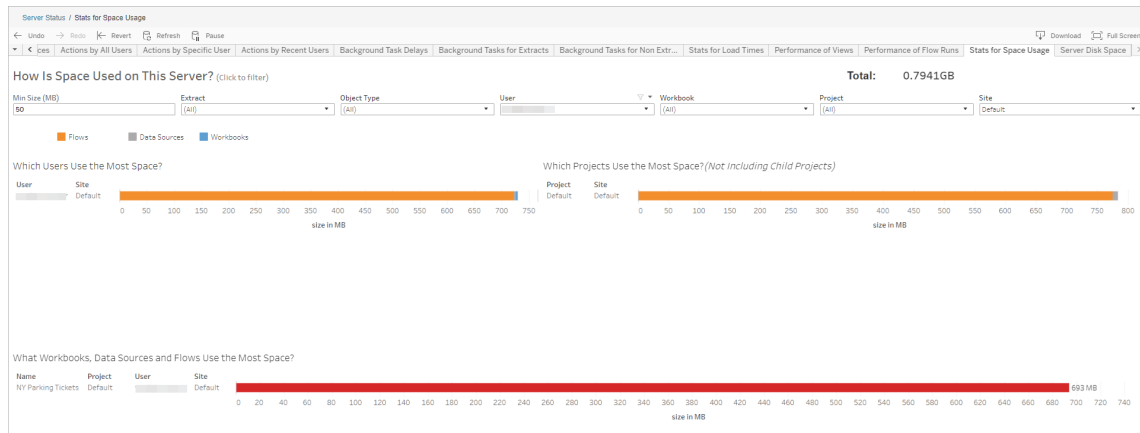 Server Status / Stats for Space Usage
← Undo → Redo |← Revert Refresh Pause Download Full Screen
ces Actions by All Users Actions by Specific User Actions by Recent Users Background Task Delays Background Tasks for Extracts Background Tasks for Non Extr... Stats for Load Times Performance of Views Performance of Flow Runs Stats for Space Usage Server Disk Space
How Is Space Used on This Server? (Click to filter) Total: 0.7941GB
Min Size (MB) Extract Object Type User Workbook Project Site
50 (All) (All) (All) (All) Default
Flows Data Sources Workbooks
Which Users Use the Most Space? Which Projects Use the Most Space? (Not Including Child Projects)
User Site Project Site
Default Default Default
0 50 100 150 200 250 300 350 400 450 500 550 600 650 700 750 0 50 100 150 200 250 300 350 400 450 500 550 600 650 700 750 800
size in MB size in MB
What Workbooks, Data Sources and Flows Use the Most Space?
Name Project User Site
NY Parking Tickets Default Default 693 MB
0 20 40 60 80 100 120 140 160 180 200 220 240 260 280 300 320 340 360 380 400 420 440 460 480 500 520 540 560 580 600 620 640 660 680 700 720 740
size in MB